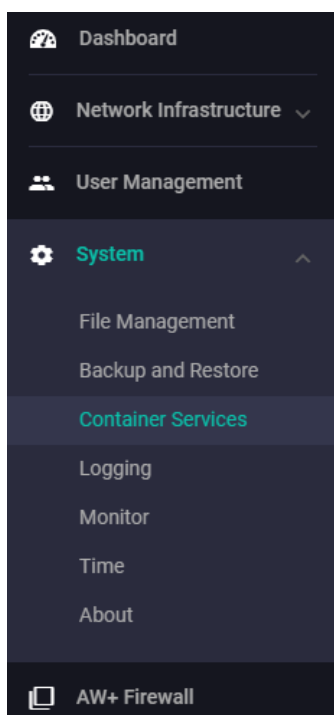 Dashboard
Network Infrastructure
User Management
System
File Management
Backup and Restore
Container Services
Logging
Monitor
Time
About
AW+ Firewall